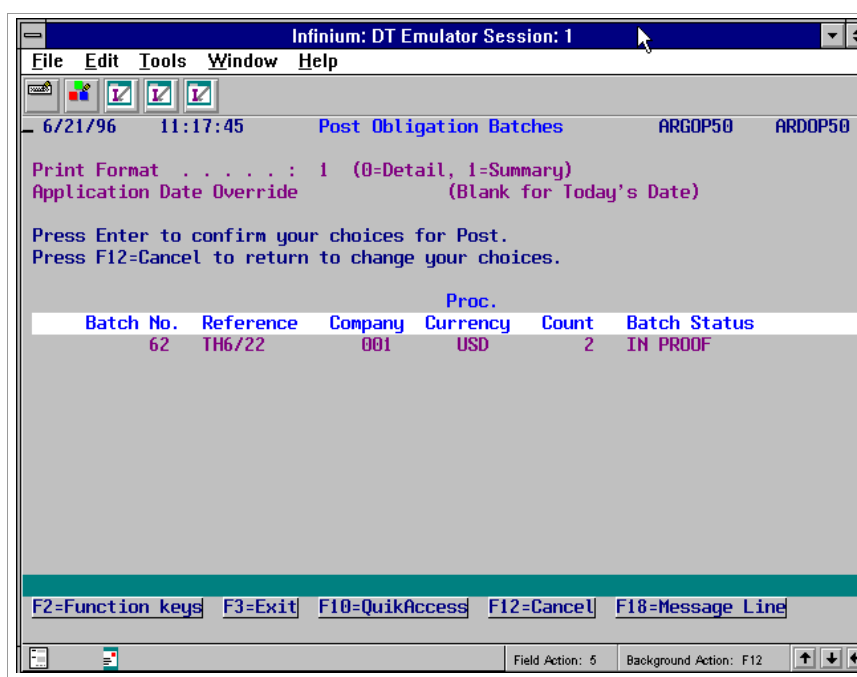 Infinium: DT Emulator Session: 1
File Edit Tools Window Help
6/21/96 11:17:45 Post Obligation Batches ARGOP50 ARDOP50
Print Format . . . . . : 1 (0=Detail, 1=Summary)
Application Date Override (Blank for Today's Date)
Press Enter to confirm your choices for Post.
Press F12=Cancel to return to change your choices.
Proc.
Batch No. Reference Company Currency Count Batch Status
62 TH6/22 001 USD 2 IN PROOF
F2=Function keys F3=Exit F10=QuikAccess F12=Cancel F18=Message Line
Field Action: 5 Background Action: F12